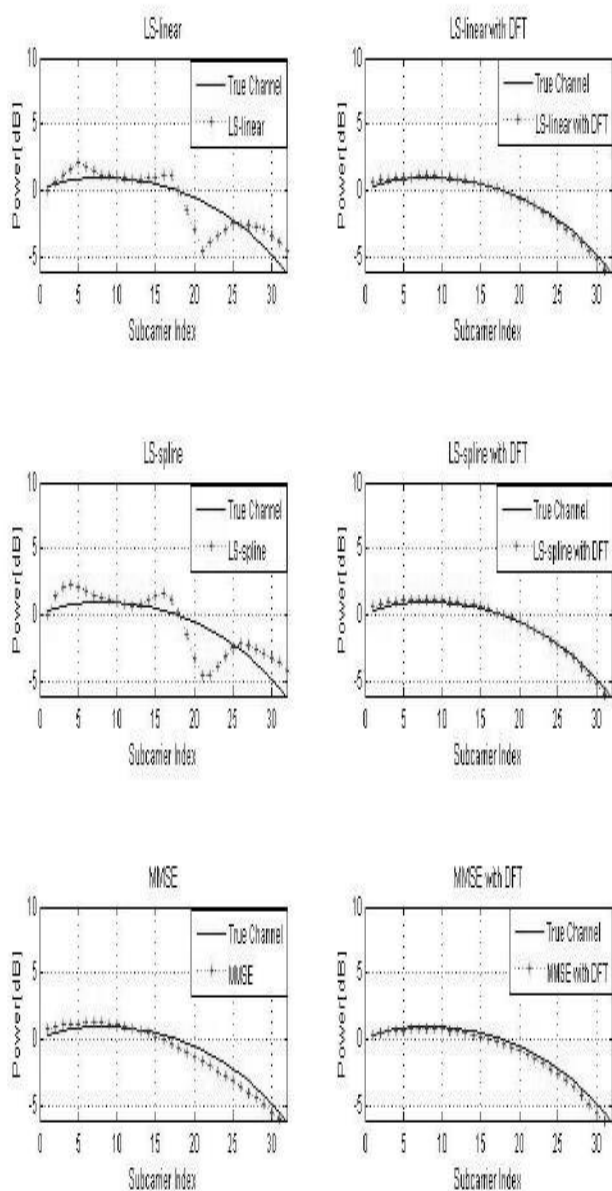 LS-linear
10
5
0
-5
Power[dB]
True Channel
LS-linear
0 5 10 15 20 25 30
Subcarrier Index
LS-linear with DFT
10
5
0
-5
Power[dB]
True Channel
LS-linear with DFT
0 5 10 15 20 25 30
Subcarrier Index
LS-spline
10
5
0
-5
Power[dB]
True Channel
LS-spline
0 5 10 15 20 25 30
Subcarrier Index
LS-spline with DFT
10
5
0
-5
Power[dB]
True Channel
LS-spline with DFT
0 5 10 15 20 25 30
Subcarrier Index
MMSE
10
5
0
-5
Power[dB]
True Channel
MMSE
0 5 10 15 20 25 30
Subcarrier Index
MMSE with DFT
10
5
0
-5
Power[dB]
True Channel
MMSE with DFT
0 5 10 15 20 25 30
Subcarrier Index